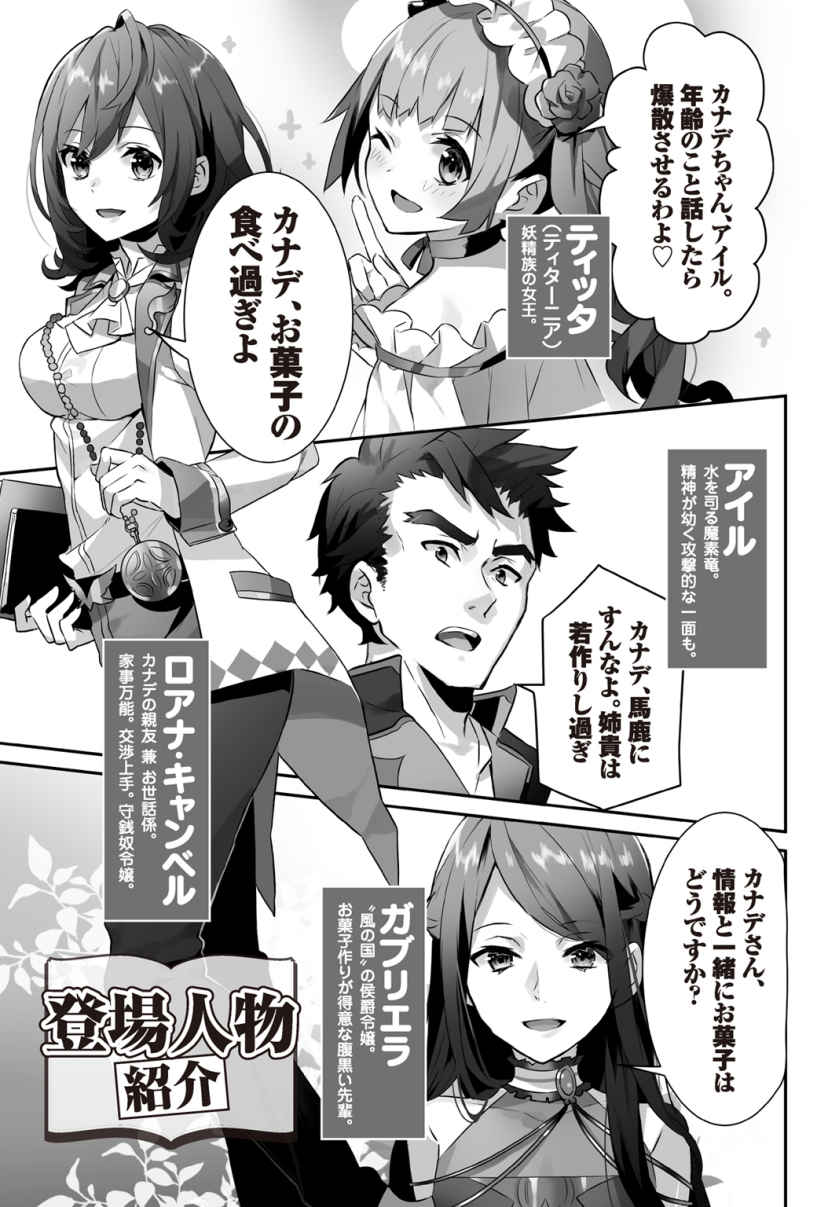 カナデちゃん、アイル。
年齢のこと話したら
爆散させるわよ♡
ティッタ
(ティターニア)
妖精族の女王。
カナデ、お菓子の
食べ過ぎよ
アイル
水を司る魔素竜。
精神が幼く攻撃的な一面も。
カナデ、馬鹿に
すんなよ。姉貴は
若作りし過ぎ
ロアナ・キャンベル
カナデの親友 兼 お世話係。
家事万能。交渉上手。守銭奴令嬢。
カナデさん、
情報と一緒にお菓子は
どうですか?
ガブリエラ
〝風の国〟の侯爵令嬢。
お菓子作りが得意な腹黒い先輩。
登場人物
紹介